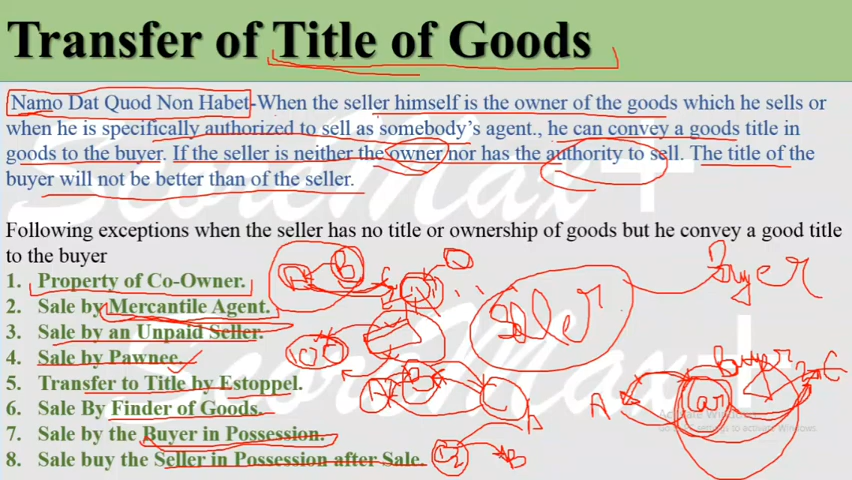 Transfer of Title of Goods
Namo Dat Quod Non Habet-When the seller himself is the owner of the goods which he sells or
when he is specifically authorized to sell as somebody's agent., he can convey a goods title in
goods to the buyer. If the seller is neither the owner nor has the authority to sell. The title of the
buyer will not be better than of the seller.
Following exceptions when the seller has no title or ownership of goods but he convey a good title
to the buyer
1. Property of Co-Owner.
2. Sale by Mercantile Agent.
3. Sale by an Unpaid Seller.
4. Sale by Pawnee.
5. Transfer to Title by Estoppel.
6. Sale By Finder of Goods.
7. Sale by the Buyer in Possession.
8. Sale buy the Seller in Possession after Sale.
buyer
Seller
A B
buyer
A B C
A car
B
ScoreMax+
ScoreMax+
Activate Windows